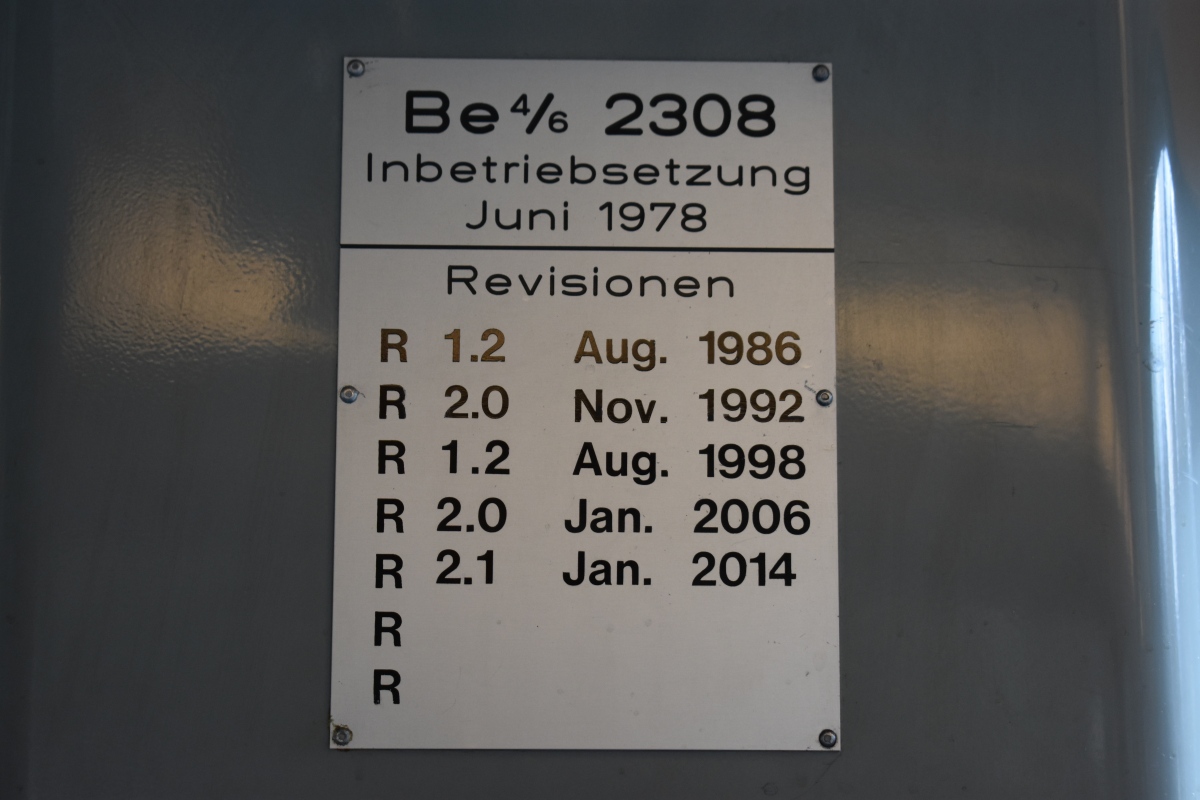 Be 4/6 2308
Inbetriebsetzung
Juni 1978
Revisionen
R 1.2 Aug. 1986
R 2.0 Nov. 1992
R 1.2 Aug. 1998
R 2.0 Jan. 2006
R 2.1 Jan. 2014
R
R